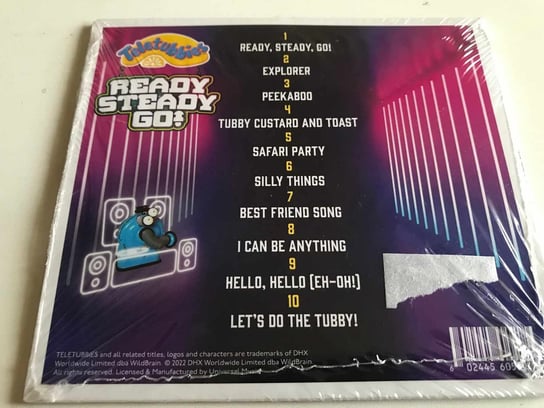 Teletubbies
READY
STEADY
GO!
1
READY, STEADY, GO!
2
EXPLORER
3
PEEKABOO
4
TUBBY CUSTARD AND TOAST
5
SAFARI PARTY
6
SILLY THINGS
7
BEST FRIEND SONG
8
I CAN BE ANYTHING
9
HELLO, HELLO [EH-OH!]
10
LET'S DO THE TUBBY!
TELETUBBIES and all related titles, logos and characters are trademarks of DHX
Worldwide Limited dba WildBrain. © 2022 DHX Worldwide Limited dba WildBrain.
All rights reserved. Licensed & Manufactured by Universal Music
6 02445 605